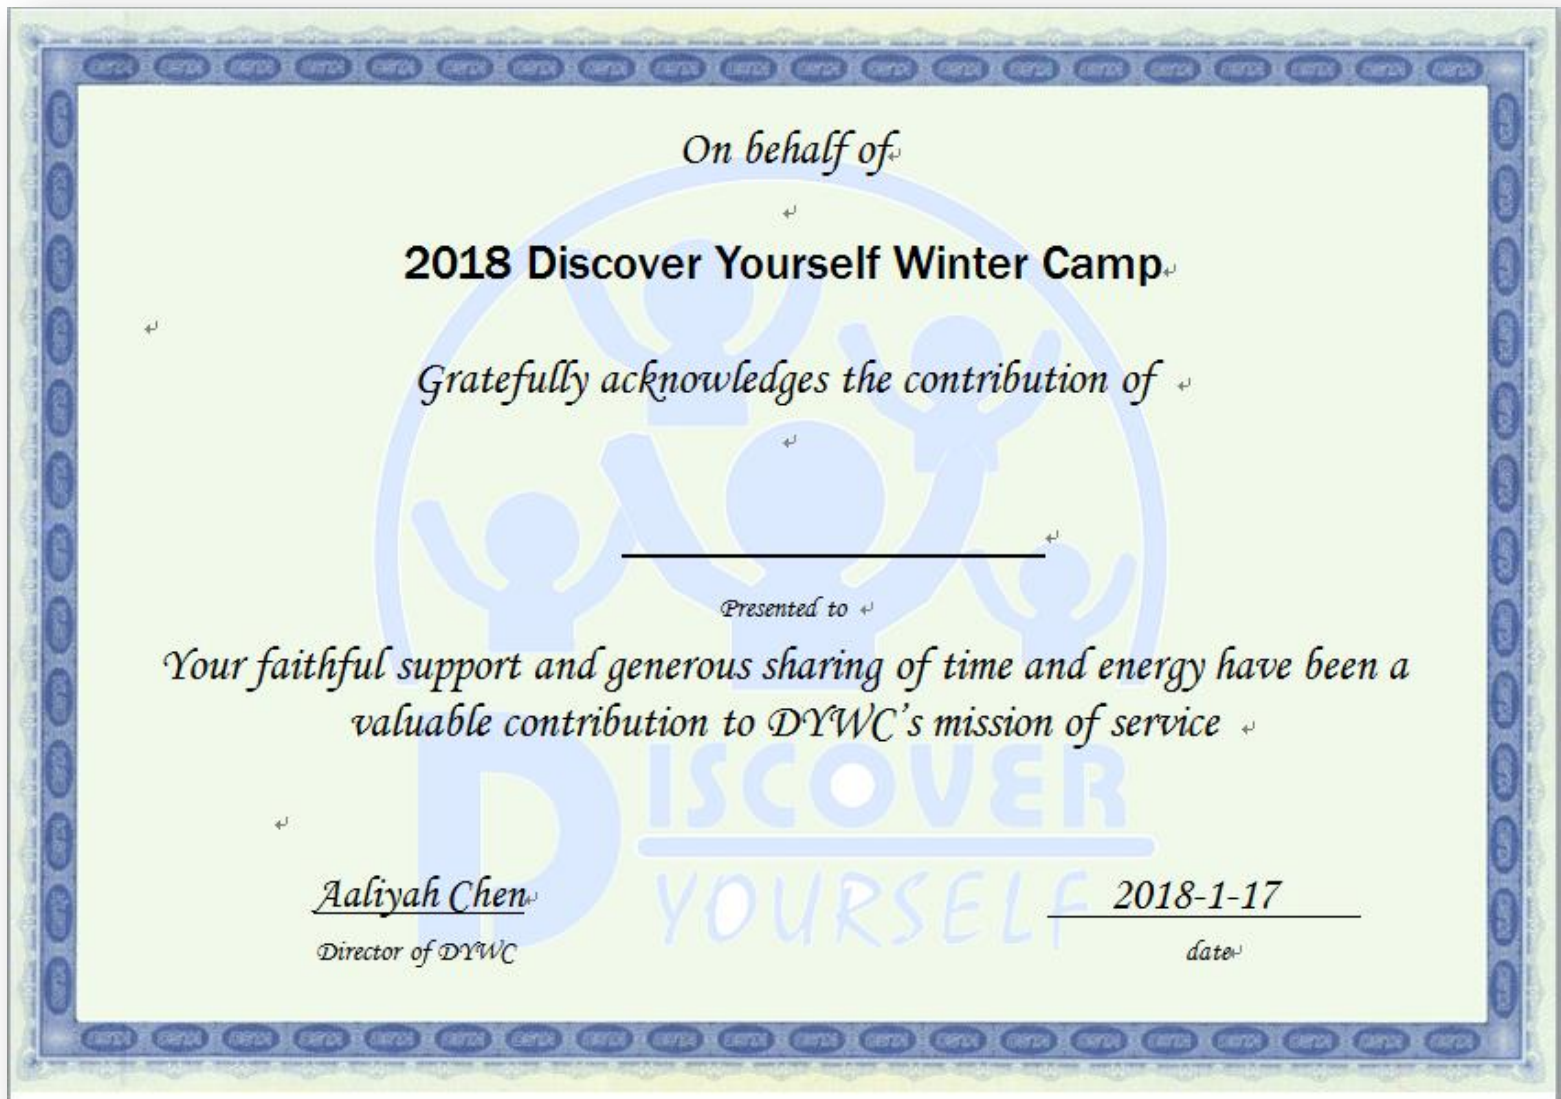 On behalf of
2018 Discover Yourself Winter Camp
Gratefully acknowledges the contribution of
Presented to
Your faithful support and generous sharing of time and energy have been a
valuable contribution to DYWC’s mission of service
DISCOVER
YOURSELF
Aaliyah Chen 2018-1-17
Director of DYWC date